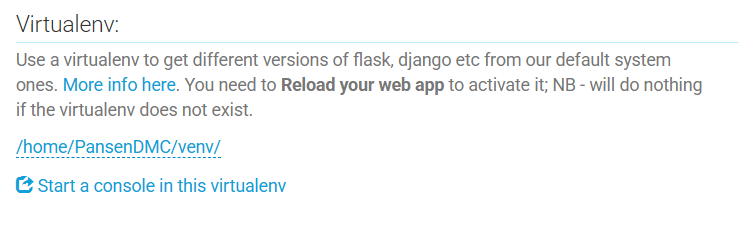 Virtualenv:
Use a virtualenv to get different versions of flask, django etc from our default system
ones. More info here. You need to Reload your web app to activate it; NB - will do nothing
if the virtualenv does not exist.
/home/PansenDMC/venv/
Start a console in this virtualenv